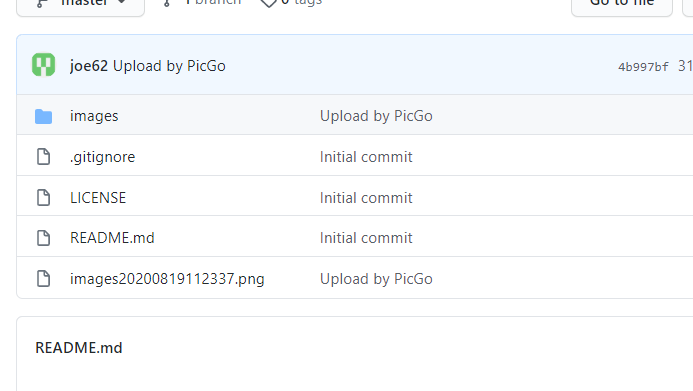 master 1 branch 0 tags Go to file
joe62 Upload by PicGo 4b997bf 31
images Upload by PicGo
.gitignore Initial commit
LICENSE Initial commit
README.md Initial commit
images20200819112337.png Upload by PicGo
README.md